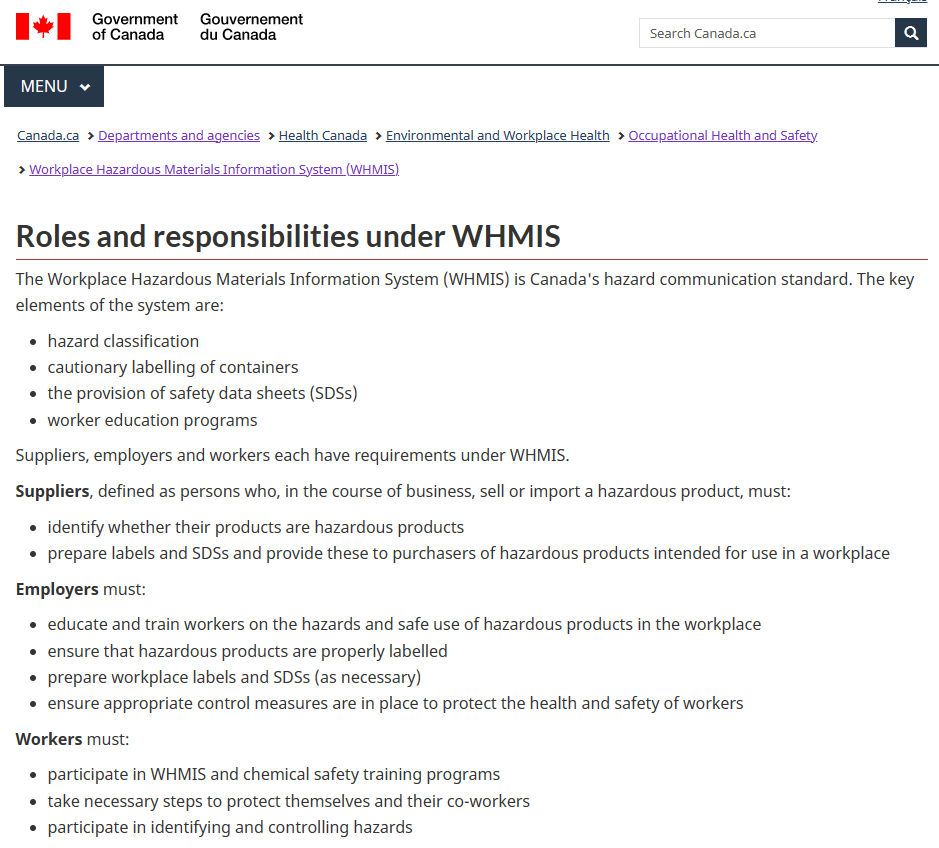 Government
of Canada
Gouvernement
du Canada
Français
Search Canada.ca
MENU
Canada.ca > Departments and agencies > Health Canada > Environmental and Workplace Health > Occupational Health and Safety
> Workplace Hazardous Materials Information System (WHMIS)
Roles and responsibilities under WHMIS
The Workplace Hazardous Materials Information System (WHMIS) is Canada's hazard communication standard. The key
elements of the system are:
• hazard classification
• cautionary labelling of containers
• the provision of safety data sheets (SDSs)
• worker education programs
Suppliers, employers and workers each have requirements under WHMIS.
Suppliers, defined as persons who, in the course of business, sell or import a hazardous product, must:
• identify whether their products are hazardous products
• prepare labels and SDSs and provide these to purchasers of hazardous products intended for use in a workplace
Employers must:
• educate and train workers on the hazards and safe use of hazardous products in the workplace
• ensure that hazardous products are properly labelled
• prepare workplace labels and SDSs (as necessary)
• ensure appropriate control measures are in place to protect the health and safety of workers
Workers must:
• participate in WHMIS and chemical safety training programs
• take necessary steps to protect themselves and their co-workers
• participate in identifying and controlling hazards